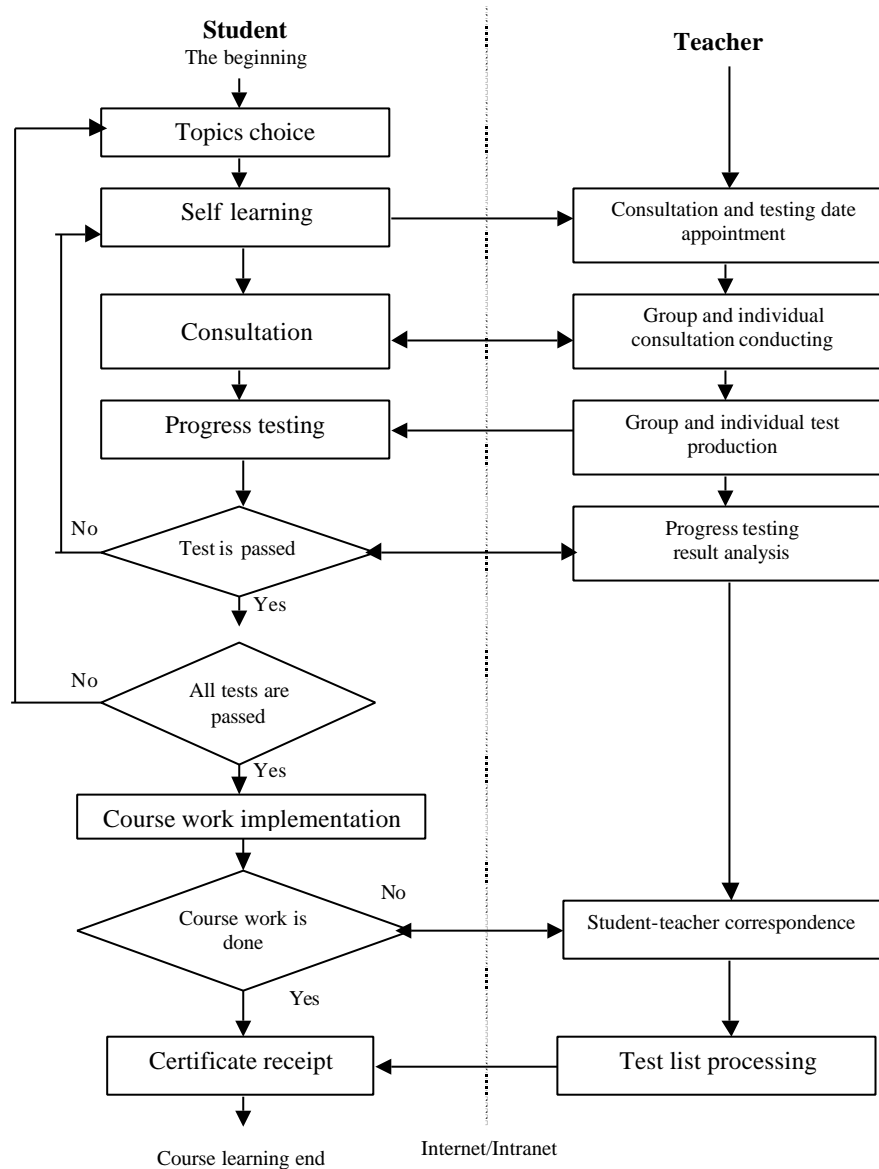 Student
The beginning
Teacher
Topics choice
Self learning
Consultation and testing date
appointment
Consultation
Group and individual
consultation conducting
Progress testing
Group and individual test
production
No
Test is passed
Progress testing
result analysis
Yes
No
All tests are
passed
Yes
Course work implementation
No
Course work is
done
Student-teacher correspondence
Yes
Certificate receipt
Test list processing
Course learning end
Internet/Intranet